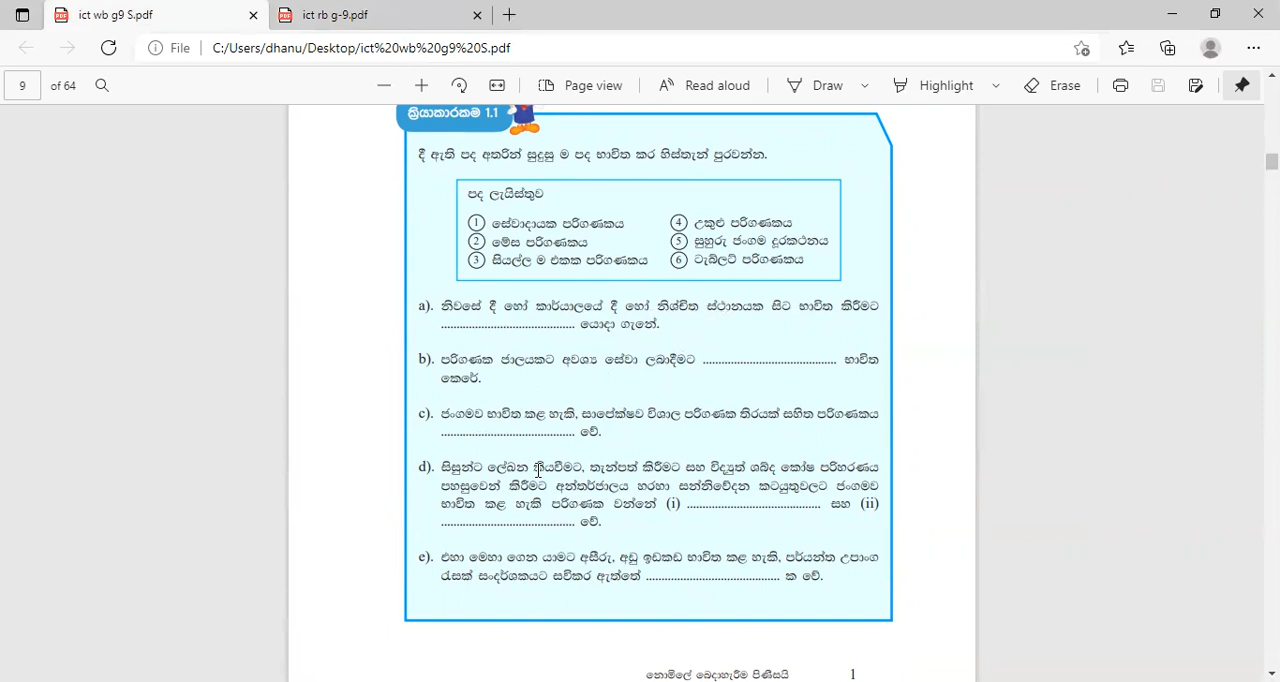 ict wb g9 S.pdf
ict rb g-9.pdf
File
C:/Users/dhanu/Desktop/ict%20wb%20g9%20S.pdf
9 of 64
Page view
Read aloud
Draw
Highlight
Erase
ක්‍රියාකාරකම 1.1
දී ඇති පද අතරින් සුදුසු ම පද භාවිත කර හිස්තැන් පුරවන්න.
පද ලැයිස්තුව
1 සේවාදායක පරිගණකය
4 උකුළු පරිගණකය
2 මේස පරිගණකය
5 සුහුරු ජංගම දූරකථනය
3 සියල්ල ම එකක පරිගණකය
6 ටැබ්ලට් පරිගණකය
a). නිවසේ දී හෝ කාර්යාලයේ දී හෝ නිශ්චිත ස්ථානයක සිට භාවිත කිරීමට
........................................... යොදා ගැනේ.
b). පරිගණක ජාලයකට අවශ්‍ය සේවා ලබාදීමට ........................................... භාවිත
කෙරේ.
c). ජංගමව භාවිත කළ හැකි, සාපේක්ෂව විශාල පරිගණක තිරයක් සහිත පරිගණකය
........................................... වේ.
d). සිසුන්ට ලේඛන කියවීමට, තැන්පත් කිරීමට සහ විද්‍යුත් ශබ්ද කෝෂ පරිහරණය
පහසුවෙන් කිරීමට අන්තර්ජාලය හරහා සන්නිවේදන කටයුතුවලට ජංගමව
භාවිත කළ හැකි පරිගණක වන්නේ (i) ........................................... සහ (ii)
........................................... වේ.
e). එහා මෙහා ගෙන යාමට අසීරු, අඩු ඉඩකඩ භාවිත කළ හැකි, පර්යන්ත උපාංග
රැසක් සංදර්ශකයට සවිකර ඇත්තේ ........................................... ක වේ.
නොමිලේ බෙදාහැරීම පිණිසයි
1